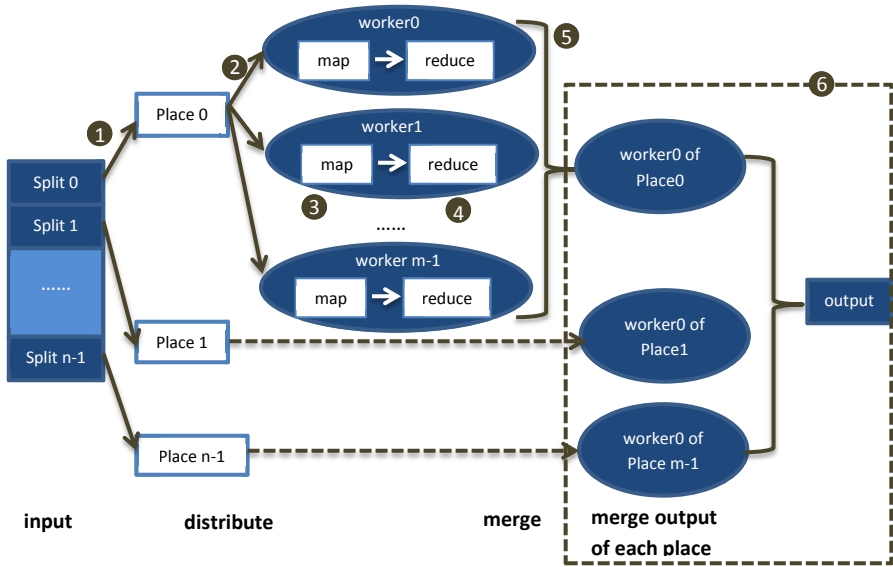 worker0
map
reduce
5
6
2
1
Place 0
worker1
map
reduce
3
4
......
worker m-1
map
reduce
Split 0
Split 1
......
Split n-1
Place 1
Place n-1
worker0 of
Place0
worker0 of
Place1
worker0 of
Place m-1
output
input
distribute
merge
merge output
of each place